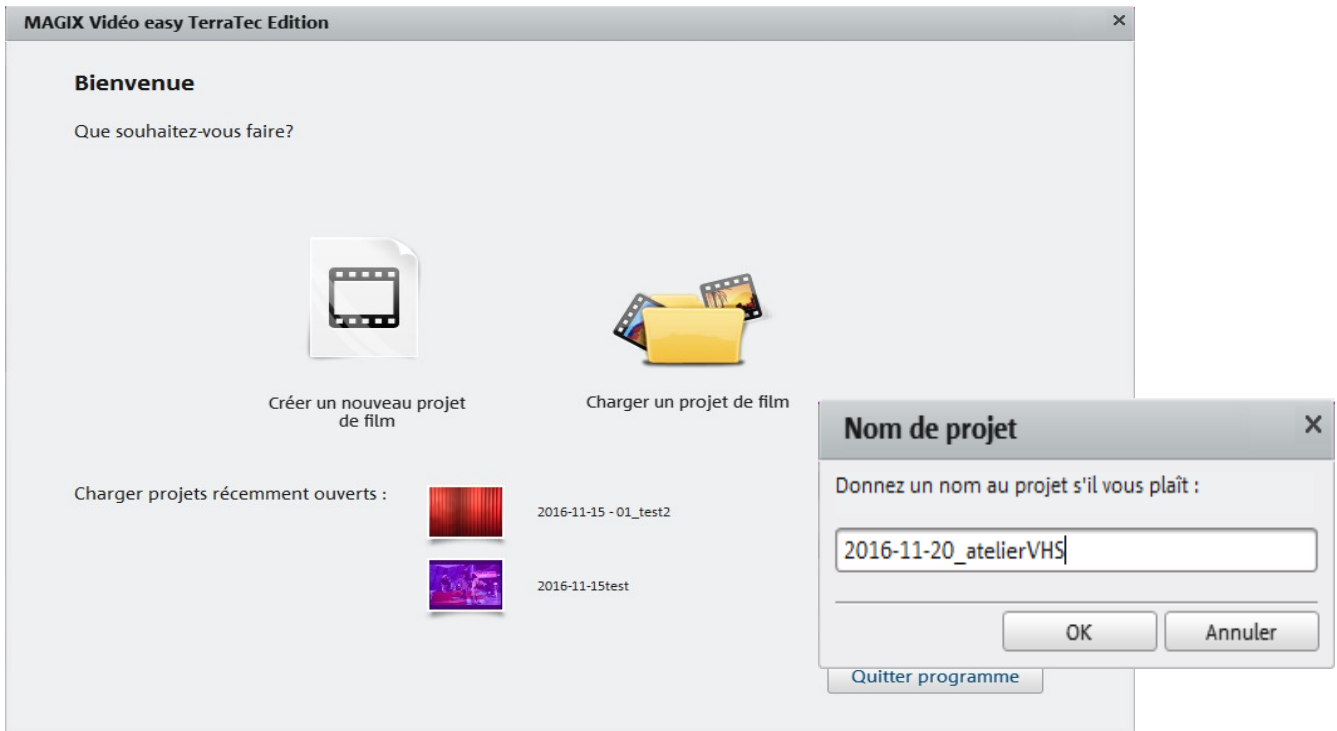 MAGIX Vidéo easy TerraTec Edition
Bienvenue
Que souhaitez-vous faire?
Créer un nouveau projet
de film
Charger un projet de film
Charger projets récemment ouverts :
2016-11-15 - 01_test2
2016-11-15test
Nom de projet
Donnez un nom au projet s'il vous plaît :
2016-11-20_atelierVHS
OK
Annuler
Quitter programme